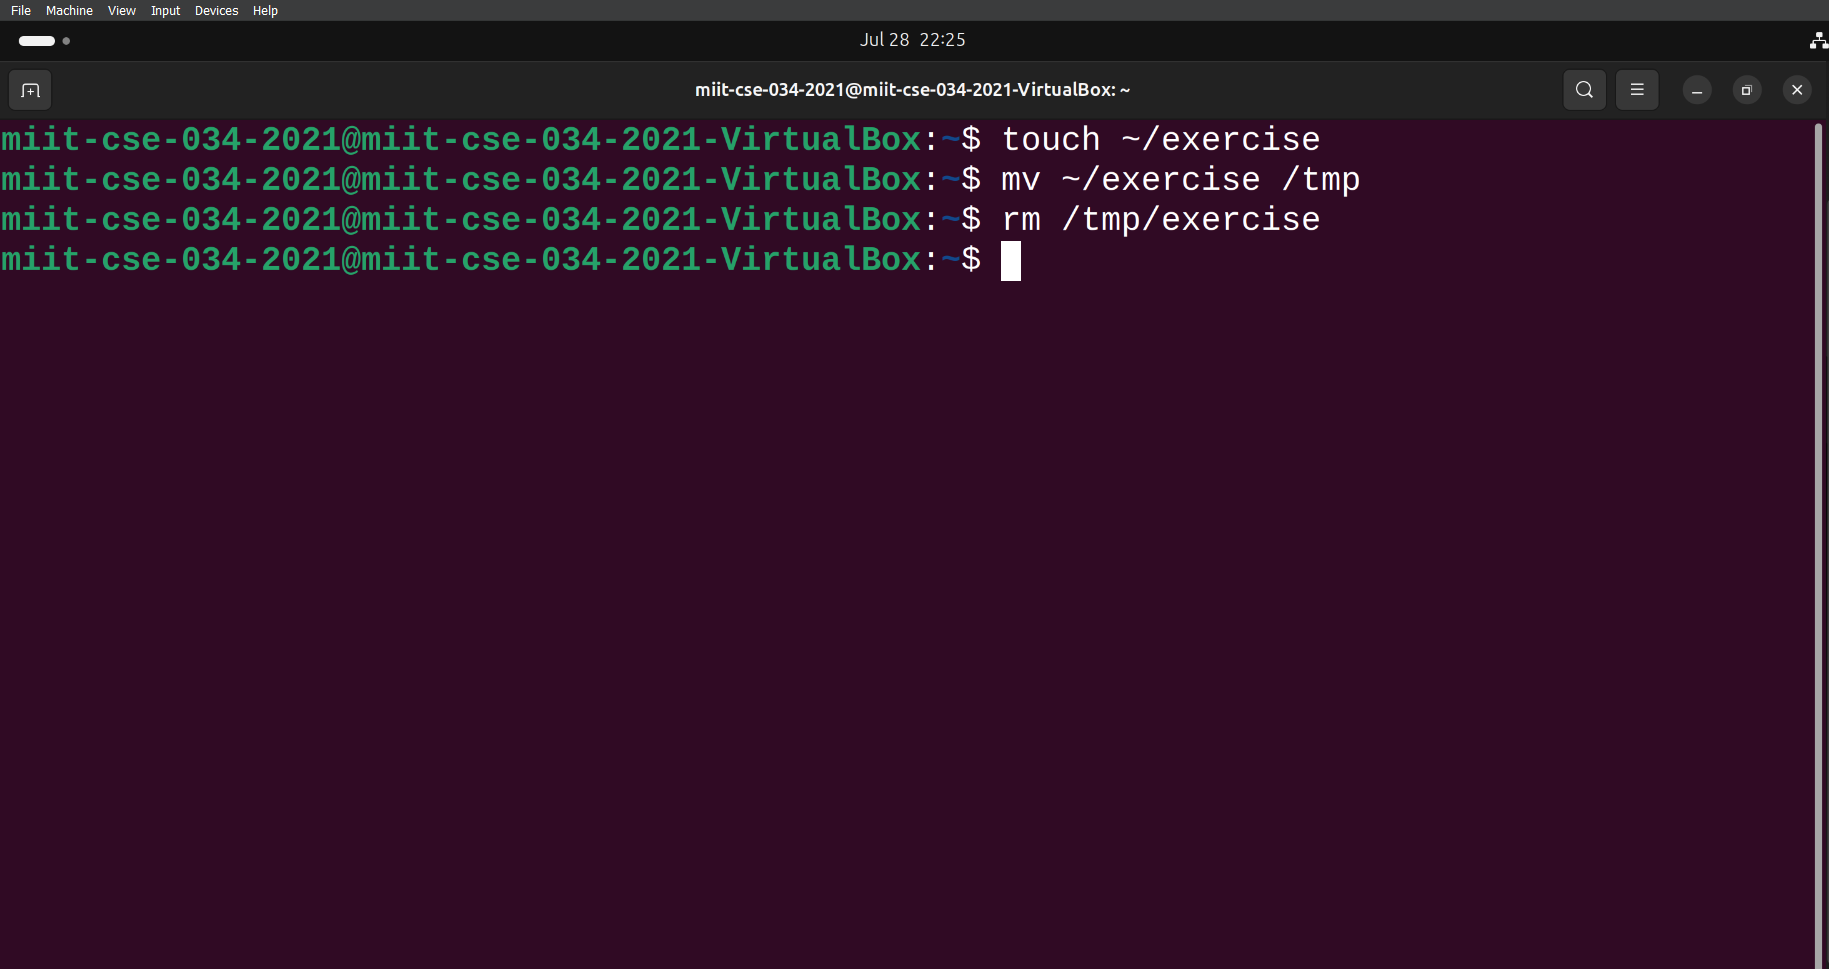 File Machine View Input Devices Help
Jul 28 22:25
miit-cse-034-2021@miit-cse-034-2021-VirtualBox: ~
miit-cse-034-2021@miit-cse-034-2021-VirtualBox:~$ touch ~/exercise
miit-cse-034-2021@miit-cse-034-2021-VirtualBox:~$ mv ~/exercise /tmp
miit-cse-034-2021@miit-cse-034-2021-VirtualBox:~$ rm /tmp/exercise
miit-cse-034-2021@miit-cse-034-2021-VirtualBox:~$